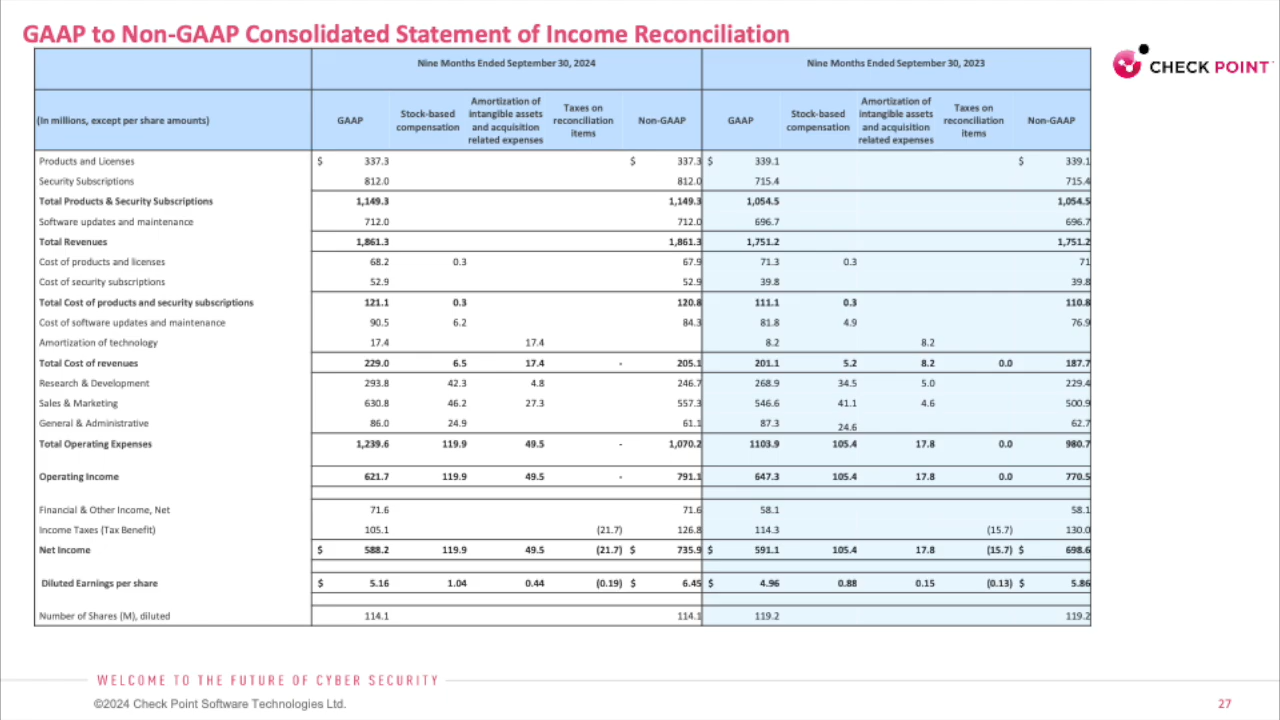 GAAP to Non-GAAP Consolidated Statement of Income Reconciliation
CHECK POINT
Nine Months Ended September 30, 2024 Nine Months Ended September 30, 2023
(In millions, except per share amounts) GAAP Stock-based compensation Amortization of intangible assets and acquisition related expenses Taxes on reconciliation items Non-GAAP GAAP Stock-based compensation Amortization of intangible assets and acquisition related expenses Taxes on reconciliation items Non-GAAP
Products and Licenses $ 337.3 $ 337.3 $ 339.1 $ 339.1
Security Subscriptions 812.0 812.0 715.4 715.4
Total Products & Security Subscriptions 1,149.3 1,149.3 1,054.5 1,054.5
Software updates and maintenance 712.0 712.0 696.7 696.7
Total Revenues 1,861.3 1,861.3 1,751.2 1,751.2
Cost of products and licenses 68.2 0.3 67.9 71.3 0.3 71
Cost of security subscriptions 52.9 52.9 39.8 39.8
Total Cost of products and security subscriptions 121.1 0.3 120.8 111.1 0.3 110.8
Cost of software updates and maintenance 90.5 6.2 84.3 81.8 4.9 76.9
Amortization of technology 17.4 17.4 8.2 8.2
Total Cost of revenues 229.0 6.5 17.4 - 205.1 201.1 5.2 8.2 0.0 187.7
Research & Development 293.8 42.3 4.8 246.7 268.9 34.5 5.0 229.4
Sales & Marketing 630.8 46.2 27.3 557.3 546.6 41.1 4.6 500.9
General & Administrative 86.0 24.9 61.1 87.3 24.6 62.7
Total Operating Expenses 1,239.6 119.9 49.5 - 1,070.2 1103.9 105.4 17.8 0.0 980.7
Operating Income 621.7 119.9 49.5 - 791.1 647.3 105.4 17.8 0.0 770.5
Financial & Other Income, Net 71.6 71.6 58.1 58.1
Income Taxes (Tax Benefit) 105.1 (21.7) 126.8 114.3 (15.7) 130.0
Net Income $ 588.2 119.9 49.5 (21.7) $ 735.9 $ 591.1 105.4 17.8 (15.7) $ 698.6
Diluted Earnings per share $ 5.16 1.04 0.44 (0.19) $ 6.45 $ 4.96 0.88 0.15 (0.13) $ 5.86
Number of Shares (M), diluted 114.1 114.1 119.2 119.2
WELCOME TO THE FUTURE OF CYBER SECURITY
©2024 Check Point Software Technologies Ltd. 27